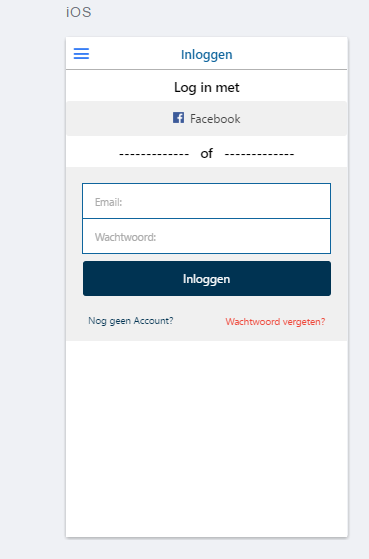 iOS
Inloggen
Log in met
Facebook
------------- of -------------
Email:
Wachtwoord:
Inloggen
Nog geen Account? Wachtwoord vergeten?